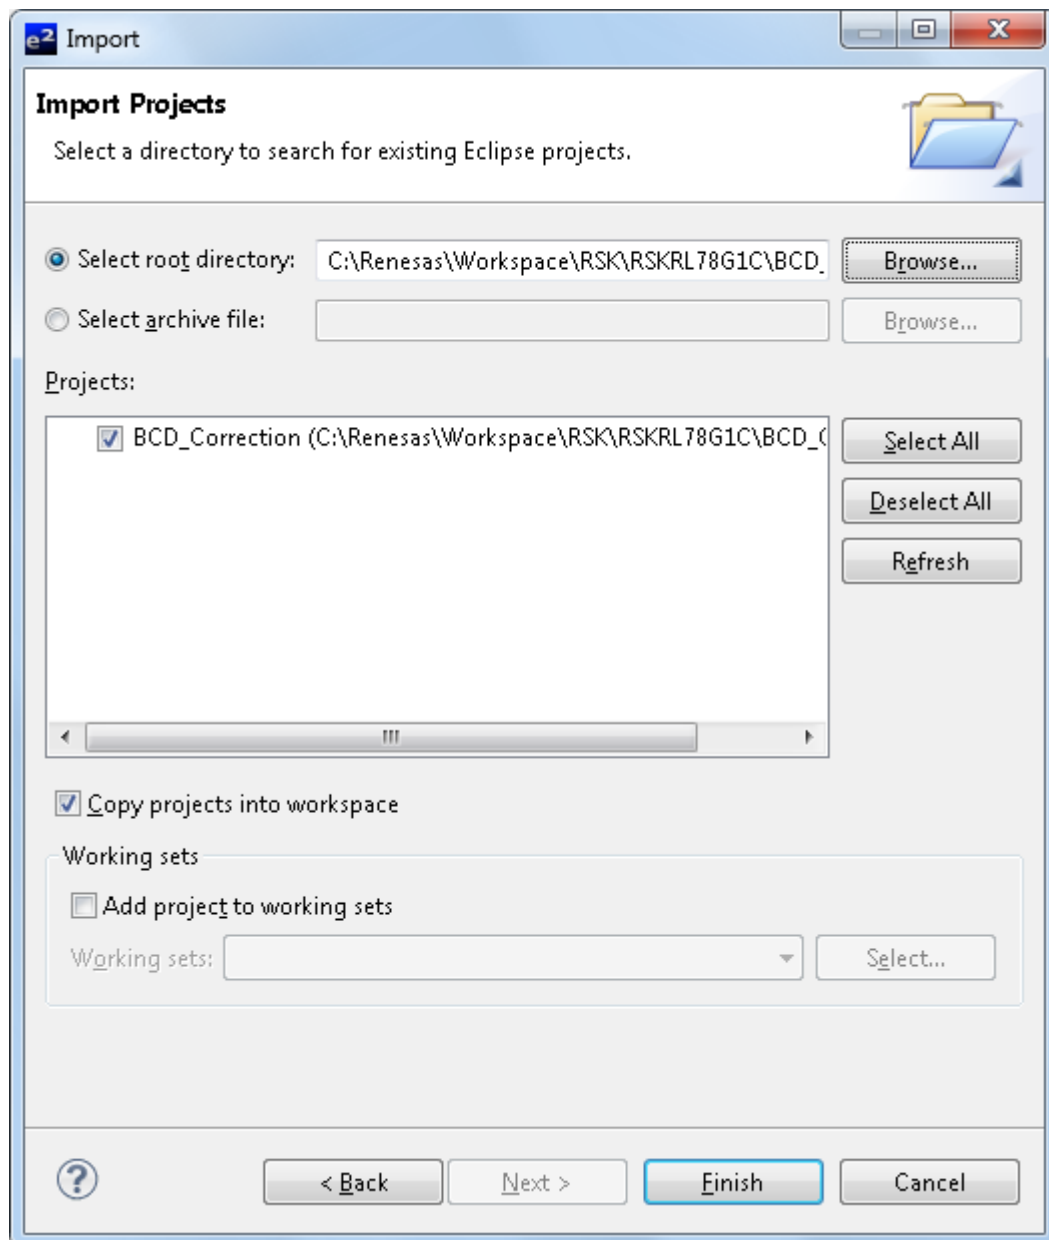 e² Import
Import Projects
Select a directory to search for existing Eclipse projects.
Select root directory: C:\Renesas\Workspace\RSK\RSKRL78G1C\BCD_ Browse...
Select archive file: Browse...
Projects:
BCD_Correction (C:\Renesas\Workspace\RSK\RSKRL78G1C\BCD_ Select All
Deselect All
Refresh
Copy projects into workspace
Working sets
Add project to working sets
Working sets: Select...
? < Back Next > Finish Cancel